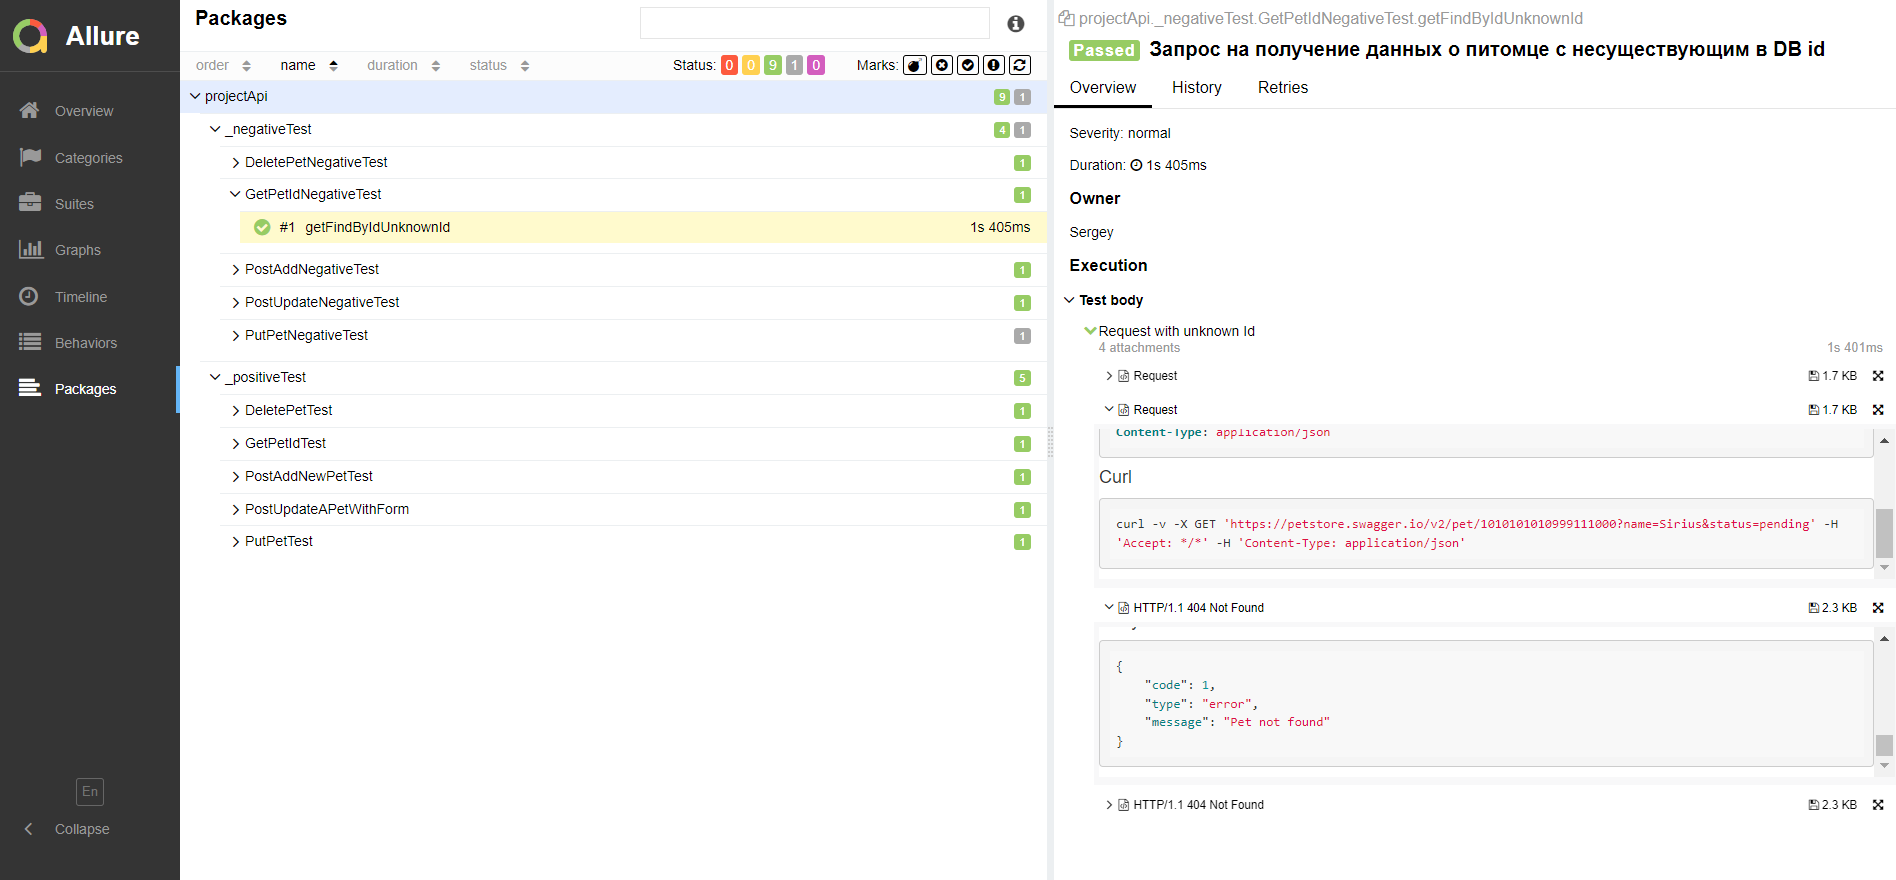 Allure
Overview
Categories
Suites
Graphs
Timeline
Behaviors
Packages
En
Collapse
Packages
order name duration status Status: 0 0 9 1 0 Marks:
projectApi 9 1
_negativeTest 4 1
DeletePetNegativeTest 1
GetPetIdNegativeTest 1
#1 getFindByIdUnknownId 1s 405ms
PostAddNegativeTest 1
PostUpdateNegativeTest 1
PutPetNegativeTest 1
_positiveTest 5
DeletePetTest 1
GetPetIdTest 1
PostAddNewPetTest 1
PostUpdateAPetWithForm 1
PutPetTest 1
projectApi._negativeTest.GetPetIdNegativeTest.getFindByIdUnknownId
Passed Запрос на получение данных о питомце с несуществующим в DB id
Overview History Retries
Severity: normal
Duration: 1s 405ms
Owner
Sergey
Execution
Test body
Request with unknown Id
4 attachments 1s 401ms
Request 1.7 KB
Request 1.7 KB
Content-Type: application/json
Curl
curl -v -X GET 'https://petstore.swagger.io/v2/pet/1010101010999111000?name=Sirius&status=pending' -H
'Accept: */*' -H 'Content-Type: application/json'
HTTP/1.1 404 Not Found 2.3 KB
{
"code": 1,
"type": "error",
"message": "Pet not found"
}
HTTP/1.1 404 Not Found 2.3 KB